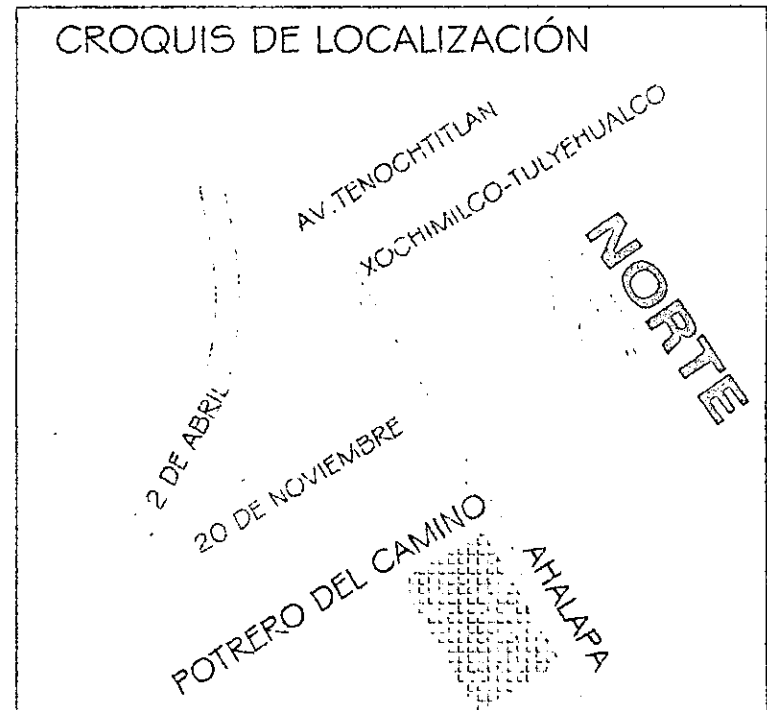 CROQUIS DE LOCALIZACIÓN
AV. TENOCHTITLAN
XOCHIMILCO-TULYEHUALCO
NORTE
2 DE ABRIL
20 DE NOVIEMBRE
POTRERO DEL CAMINO
AHALAPA